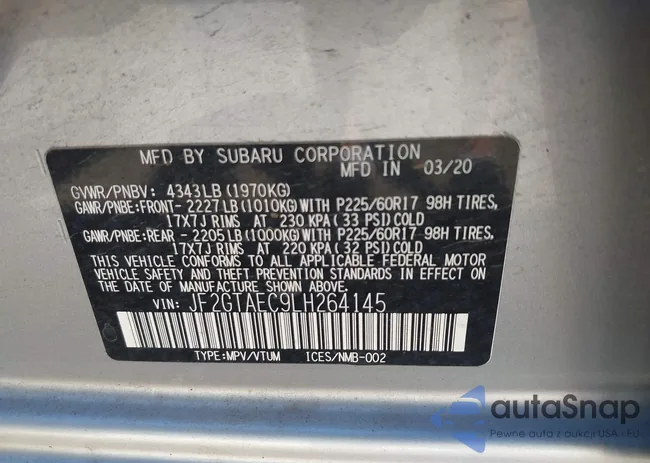 MFD BY SUBARU CORPORATION
MFD IN 03/20
GVWR/PNBV: 4343LB (1970KG)
GAWR/PNBE:FRONT- 2227LB (1010KG) WITH P225/60R17 98H TIRES,
17X7J RIMS AT 230 KPA (33 PSI) COLD
GAWR/PNBE:REAR - 2205LB (1000KG) WITH P225/60R17 98H TIRES,
17X7J RIMS AT 220 KPA (32 PSI) COLD
THIS VEHICLE CONFORMS TO ALL APPLICABLE FEDERAL MOTOR
VEHICLE SAFETY AND THEFT PREVENTION STANDARDS IN EFFECT ON
THE DATE OF MANUFACTURE SHOWN ABOVE.
VIN: JF2GTAEC9LH264145
TYPE:MPV/VTUM ICES/NMB-002
autaSnap
Pewne auta z aukcji USA - EU